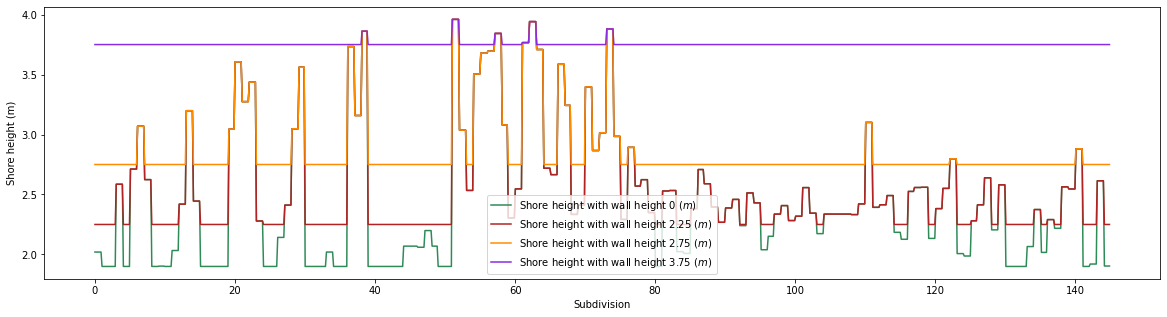 4.0
3.5
3.0
2.5
2.0
Shore height (m)
Shore height with wall height 0 (m)
Shore height with wall height 2.25 (m)
Shore height with wall height 2.75 (m)
Shore height with wall height 3.75 (m)
0 20 40 60 80 100 120 140
Subdivision